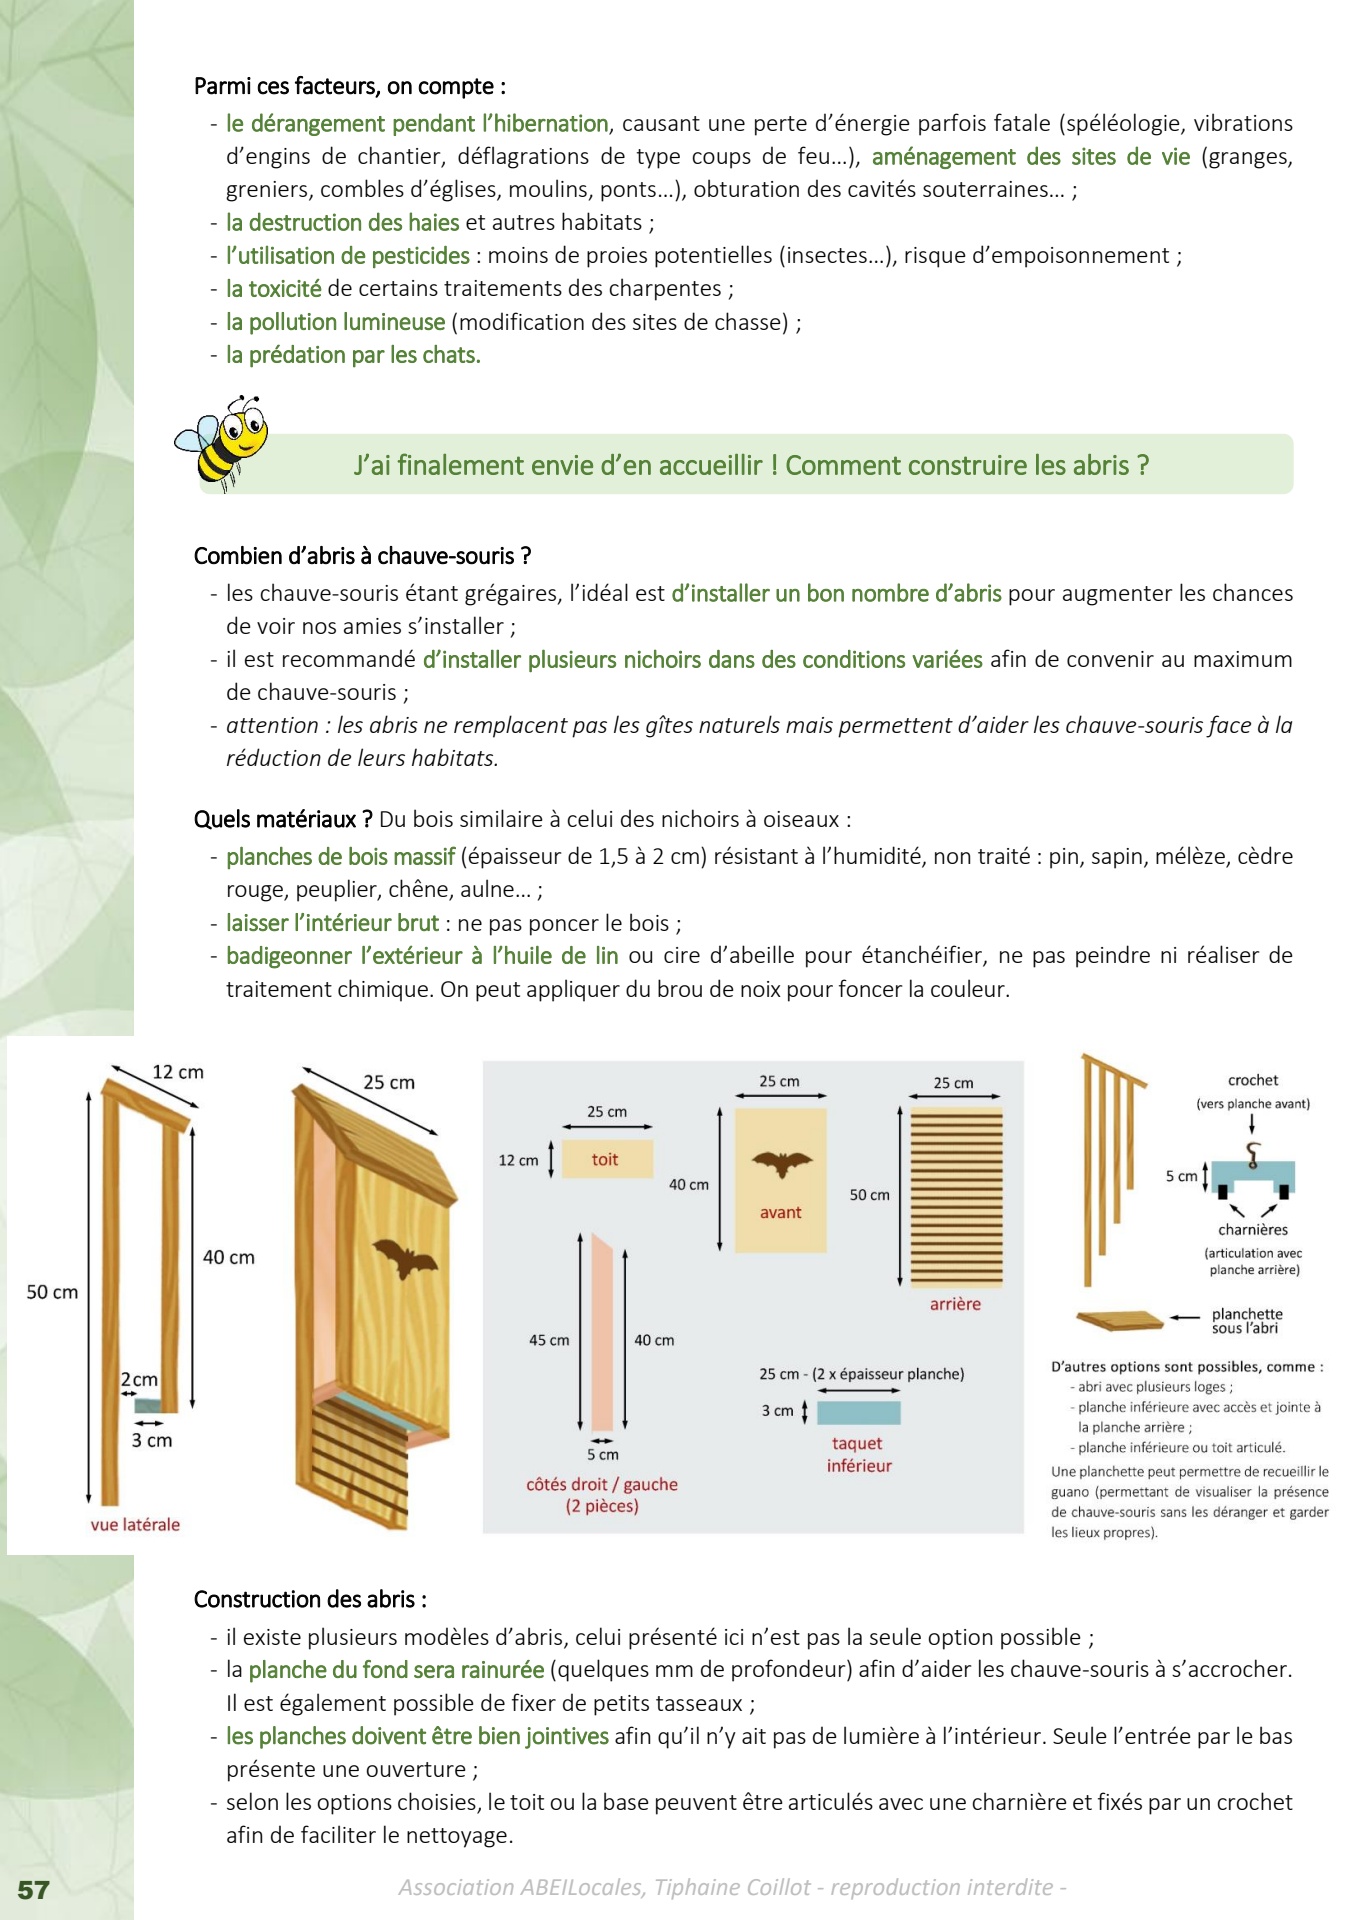 Parmi ces facteurs, on compte :
- le dérangement pendant l’hibernation, causant une perte d’énergie parfois fatale (spéléologie, vibrations
d’engins de chantier, déflagrations de type coups de feu…), aménagement des sites de vie (granges,
greniers, combles d’églises, moulins, ponts…), obturation des cavités souterraines… ;
- la destruction des haies et autres habitats ;
- l’utilisation de pesticides : moins de proies potentielles (insectes…), risque d’empoisonnement ;
- la toxicité de certains traitements des charpentes ;
- la pollution lumineuse (modification des sites de chasse) ;
- la prédation par les chats.
J’ai finalement envie d’en accueillir ! Comment construire les abris ?
Combien d’abris à chauve-souris ?
- les chauve-souris étant grégaires, l’idéal est d’installer un bon nombre d’abris pour augmenter les chances
de voir nos amies s’installer ;
- il est recommandé d’installer plusieurs nichoirs dans des conditions variées afin de convenir au maximum
de chauve-souris ;
- attention : les abris ne remplacent pas les gîtes naturels mais permettent d’aider les chauve-souris face à la
réduction de leurs habitats.
Quels matériaux ? Du bois similaire à celui des nichoirs à oiseaux :
- planches de bois massif (épaisseur de 1,5 à 2 cm) résistant à l’humidité, non traité : pin, sapin, mélèze, cèdre
rouge, peuplier, chêne, aulne… ;
- laisser l’intérieur brut : ne pas poncer le bois ;
- badigeonner l’extérieur à l’huile de lin ou cire d’abeille pour étanchéifier, ne pas peindre ni réaliser de
traitement chimique. On peut appliquer du brou de noix pour foncer la couleur.
12 cm
50 cm
40 cm
2cm
3 cm
vue latérale
25 cm
25 cm
12 cm
toit
25 cm
40 cm
avant
25 cm
50 cm
arrière
45 cm
40 cm
5 cm
côtés droit / gauche
(2 pièces)
25 cm - (2 x épaisseur planche)
3 cm
taquet
inférieur
crochet
(vers planche avant)
5 cm
charnières
(articulation avec
planche arrière)
planchette
sous l’abri
D’autres options sont possibles, comme :
- abri avec plusieurs loges ;
- planche inférieure avec accès et jointe à
la planche arrière ;
- planche inférieure ou toit articulé.
Une planchette peut permettre de recueillir le
guano (permettant de visualiser la présence
de chauve-souris sans les déranger et garder
les lieux propres).
Construction des abris :
- il existe plusieurs modèles d’abris, celui présenté ici n’est pas la seule option possible ;
- la planche du fond sera rainurée (quelques mm de profondeur) afin d’aider les chauve-souris à s’accrocher.
Il est également possible de fixer de petits tasseaux ;
- les planches doivent être bien jointives afin qu’il n’y ait pas de lumière à l’intérieur. Seule l’entrée par le bas
présente une ouverture ;
- selon les options choisies, le toit ou la base peuvent être articulés avec une charnière et fixés par un crochet
afin de faciliter le nettoyage.
57
Association ABEILocales, Tiphaine Coillot - reproduction interdite -